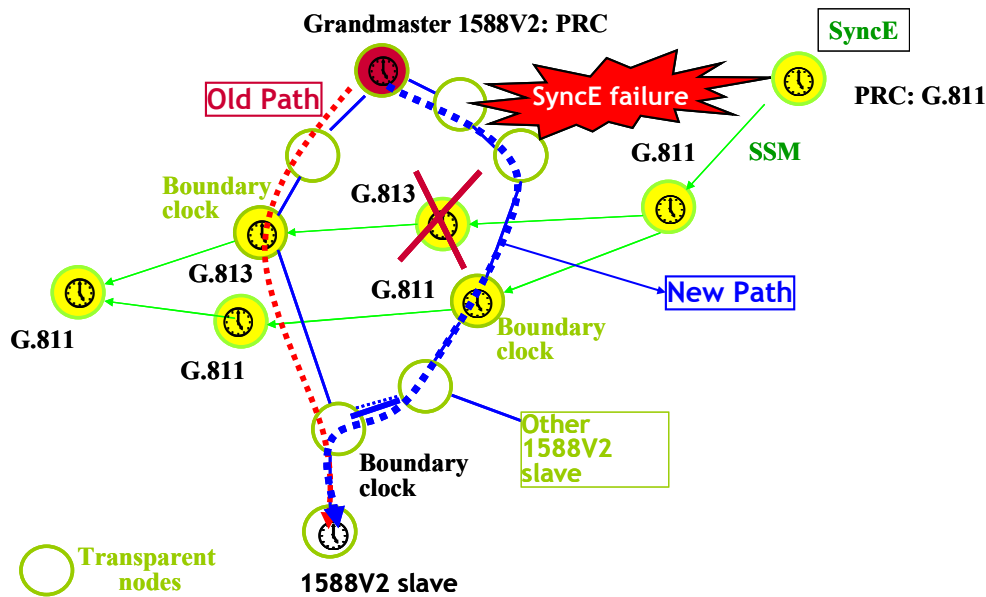 Grandmaster 1588V2: PRC
SyncE
Old Path
SyncE failure
PRC: G.811
G.811
SSM
Boundary
clock
G.813
G.813
G.811
New Path
G.811
G.811
Boundary
clock
Other
1588V2
slave
Boundary
clock
Transparent
nodes
1588V2 slave